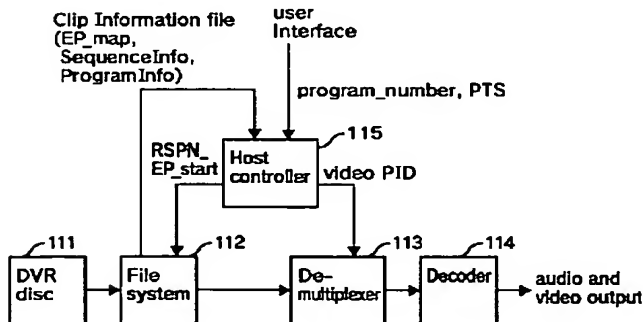 Clip Information file
(EP_map,
SequenceInfo,
ProgramInfo)
user
Interface
program_number, PTS
115
RSPN_
EP_start
Host
controller
video PID
111
DVR
disc
112
File
system
113
De-
multiplexer
114
Decoder
audio and
video output